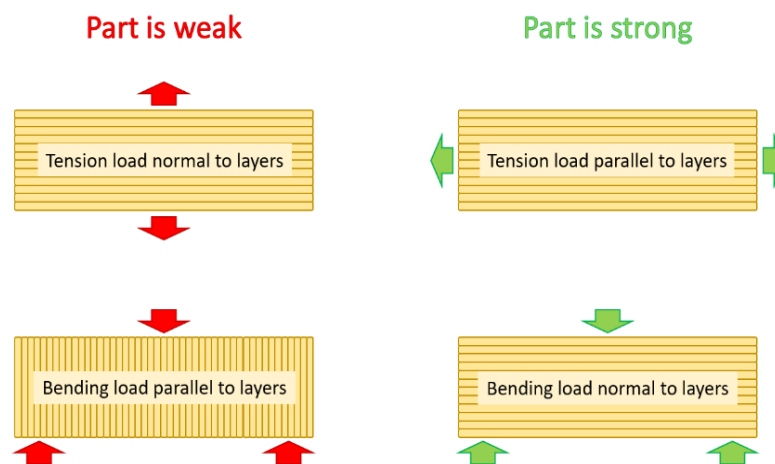 Part is weak
Part is strong
Tension load normal to layers
Tension load parallel to layers
Bending load parallel to layers
Bending load normal to layers